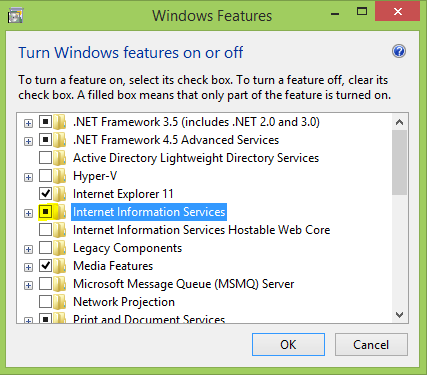 Windows Features
Turn Windows features on or off
To turn a feature on, select its check box. To turn a feature off, clear its
check box. A filled box means that only part of the feature is turned on.
.NET Framework 3.5 (includes .NET 2.0 and 3.0)
.NET Framework 4.5 Advanced Services
Active Directory Lightweight Directory Services
Hyper-V
Internet Explorer 11
Internet Information Services
Internet Information Services Hostable Web Core
Legacy Components
Media Features
Microsoft Message Queue (MSMQ) Server
Network Projection
Print and Document Services
OK Cancel